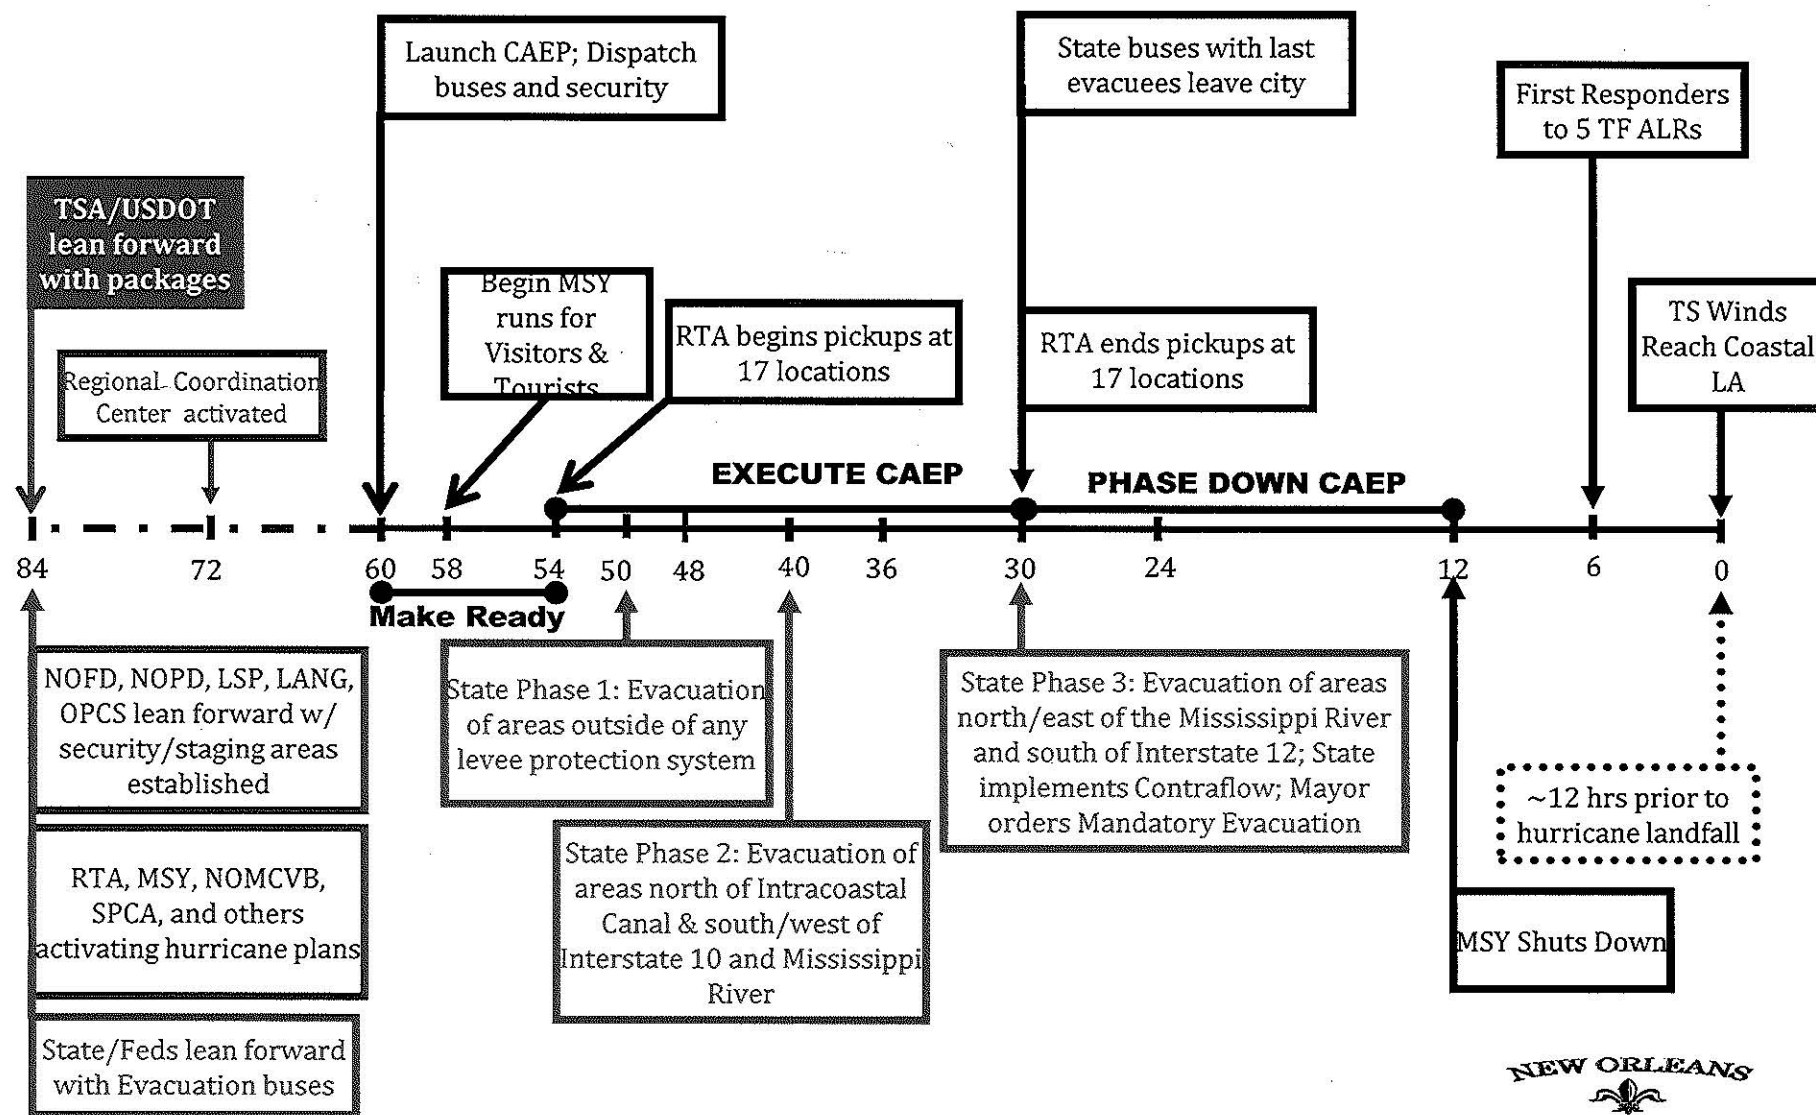 Launch CAEP; Dispatch
buses and security
State buses with last
evacuees leave city
First Responders
to 5 TF ALRs
TSA/USDOT
lean forward
with packages
Begin MSY
runs for
Visitors &
Tourists
RTA begins pickups at
17 locations
RTA ends pickups at
17 locations
TS Winds
Reach Coastal
LA
Regional Coordination
Center activated
EXECUTE CAEP
PHASE DOWN CAEP
84
72
60
58
54
50
48
40
36
30
24
12
6
0
Make Ready
NOFD, NOPD, LSP, LANG,
OPCS lean forward w/
security/staging areas
established
State Phase 1: Evacuation
of areas outside of any
levee protection system
State Phase 3: Evacuation of areas
north/east of the Mississippi River
and south of Interstate 12; State
implements Contraflow; Mayor
orders Mandatory Evacuation
~12 hrs prior to
hurricane landfall
RTA, MSY, NOMCVB,
SPCA, and others
activating hurricane plans
State Phase 2: Evacuation of
areas north of Intracoastal
Canal & south/west of
Interstate 10 and Mississippi
River
MSY Shuts Down
State/Feds lean forward
with Evacuation buses
NEW ORLEANS